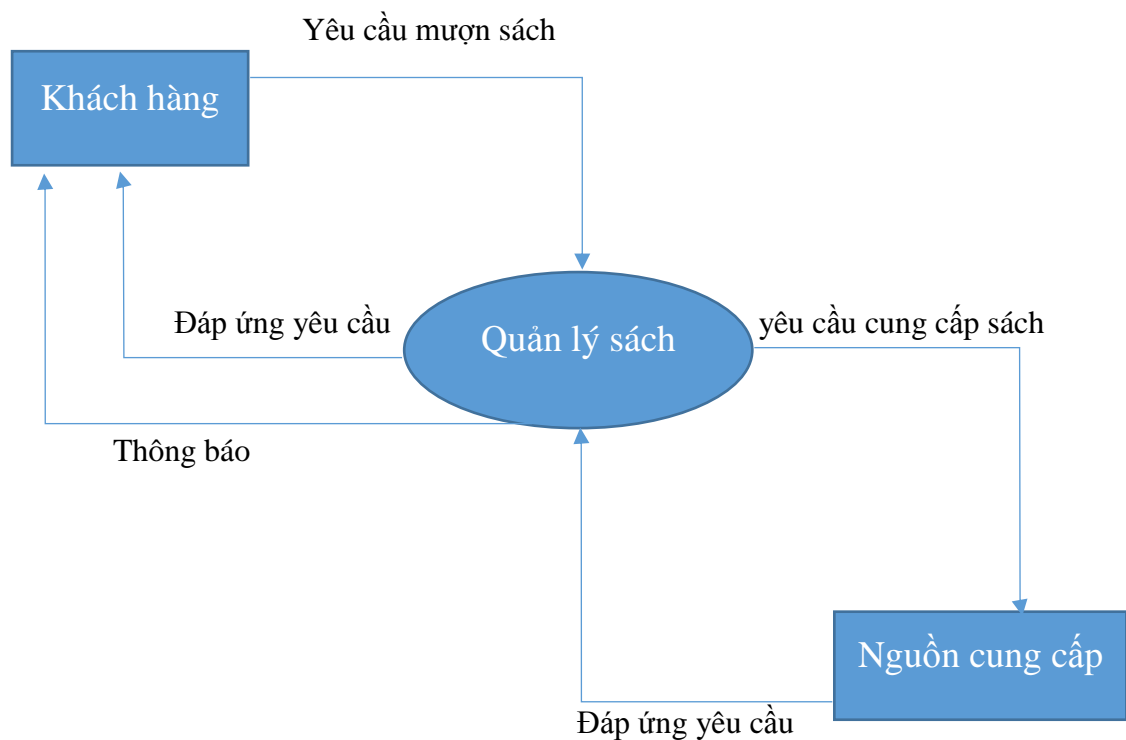 Yêu cầu mượn sách
Khách hàng
Đáp ứng yêu cầu
Quản lý sách
yêu cầu cung cấp sách
Thông báo
Nguồn cung cấp
Đáp ứng yêu cầu